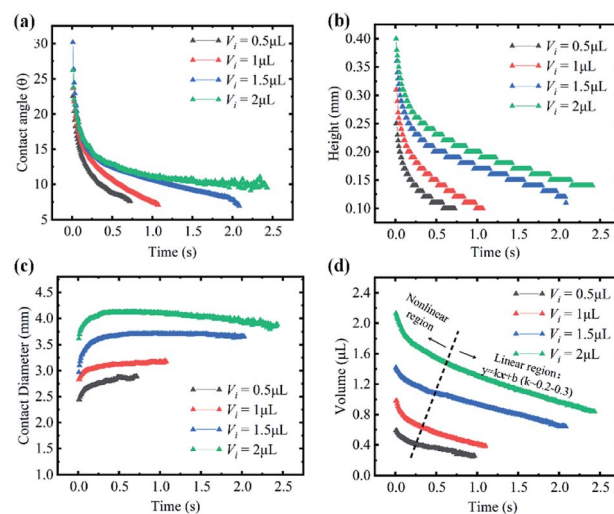 (a)
30
25
20
15
10
5
Contact angle (θ)
0.0 0.5 1.0 1.5 2.0 2.5
Time (s)
V_i = 0.5μL
V_i = 1μL
V_i = 1.5μL
V_i = 2μL
(b)
0.40
0.35
0.30
0.25
0.20
0.15
0.10
Height (mm)
0.0 0.5 1.0 1.5 2.0 2.5
Time (s)
V_i = 0.5μL
V_i = 1μL
V_i = 1.5μL
V_i = 2μL
(c)
4.5
4.0
3.5
3.0
2.5
2.0
1.5
1.0
Contact Diameter (mm)
0.0 0.5 1.0 1.5 2.0 2.5
Time (s)
V_i = 0.5μL
V_i = 1μL
V_i = 1.5μL
V_i = 2μL
(d)
2.4
2.0
1.6
1.2
0.8
0.4
0.0
Volume (μL)
0.0 0.5 1.0 1.5 2.0 2.5
Time (s)
Nonlinear
region
Linear region:
y=kx+b (k~0.2-0.3)
V_i = 0.5μL
V_i = 1μL
V_i = 1.5μL
V_i = 2μL